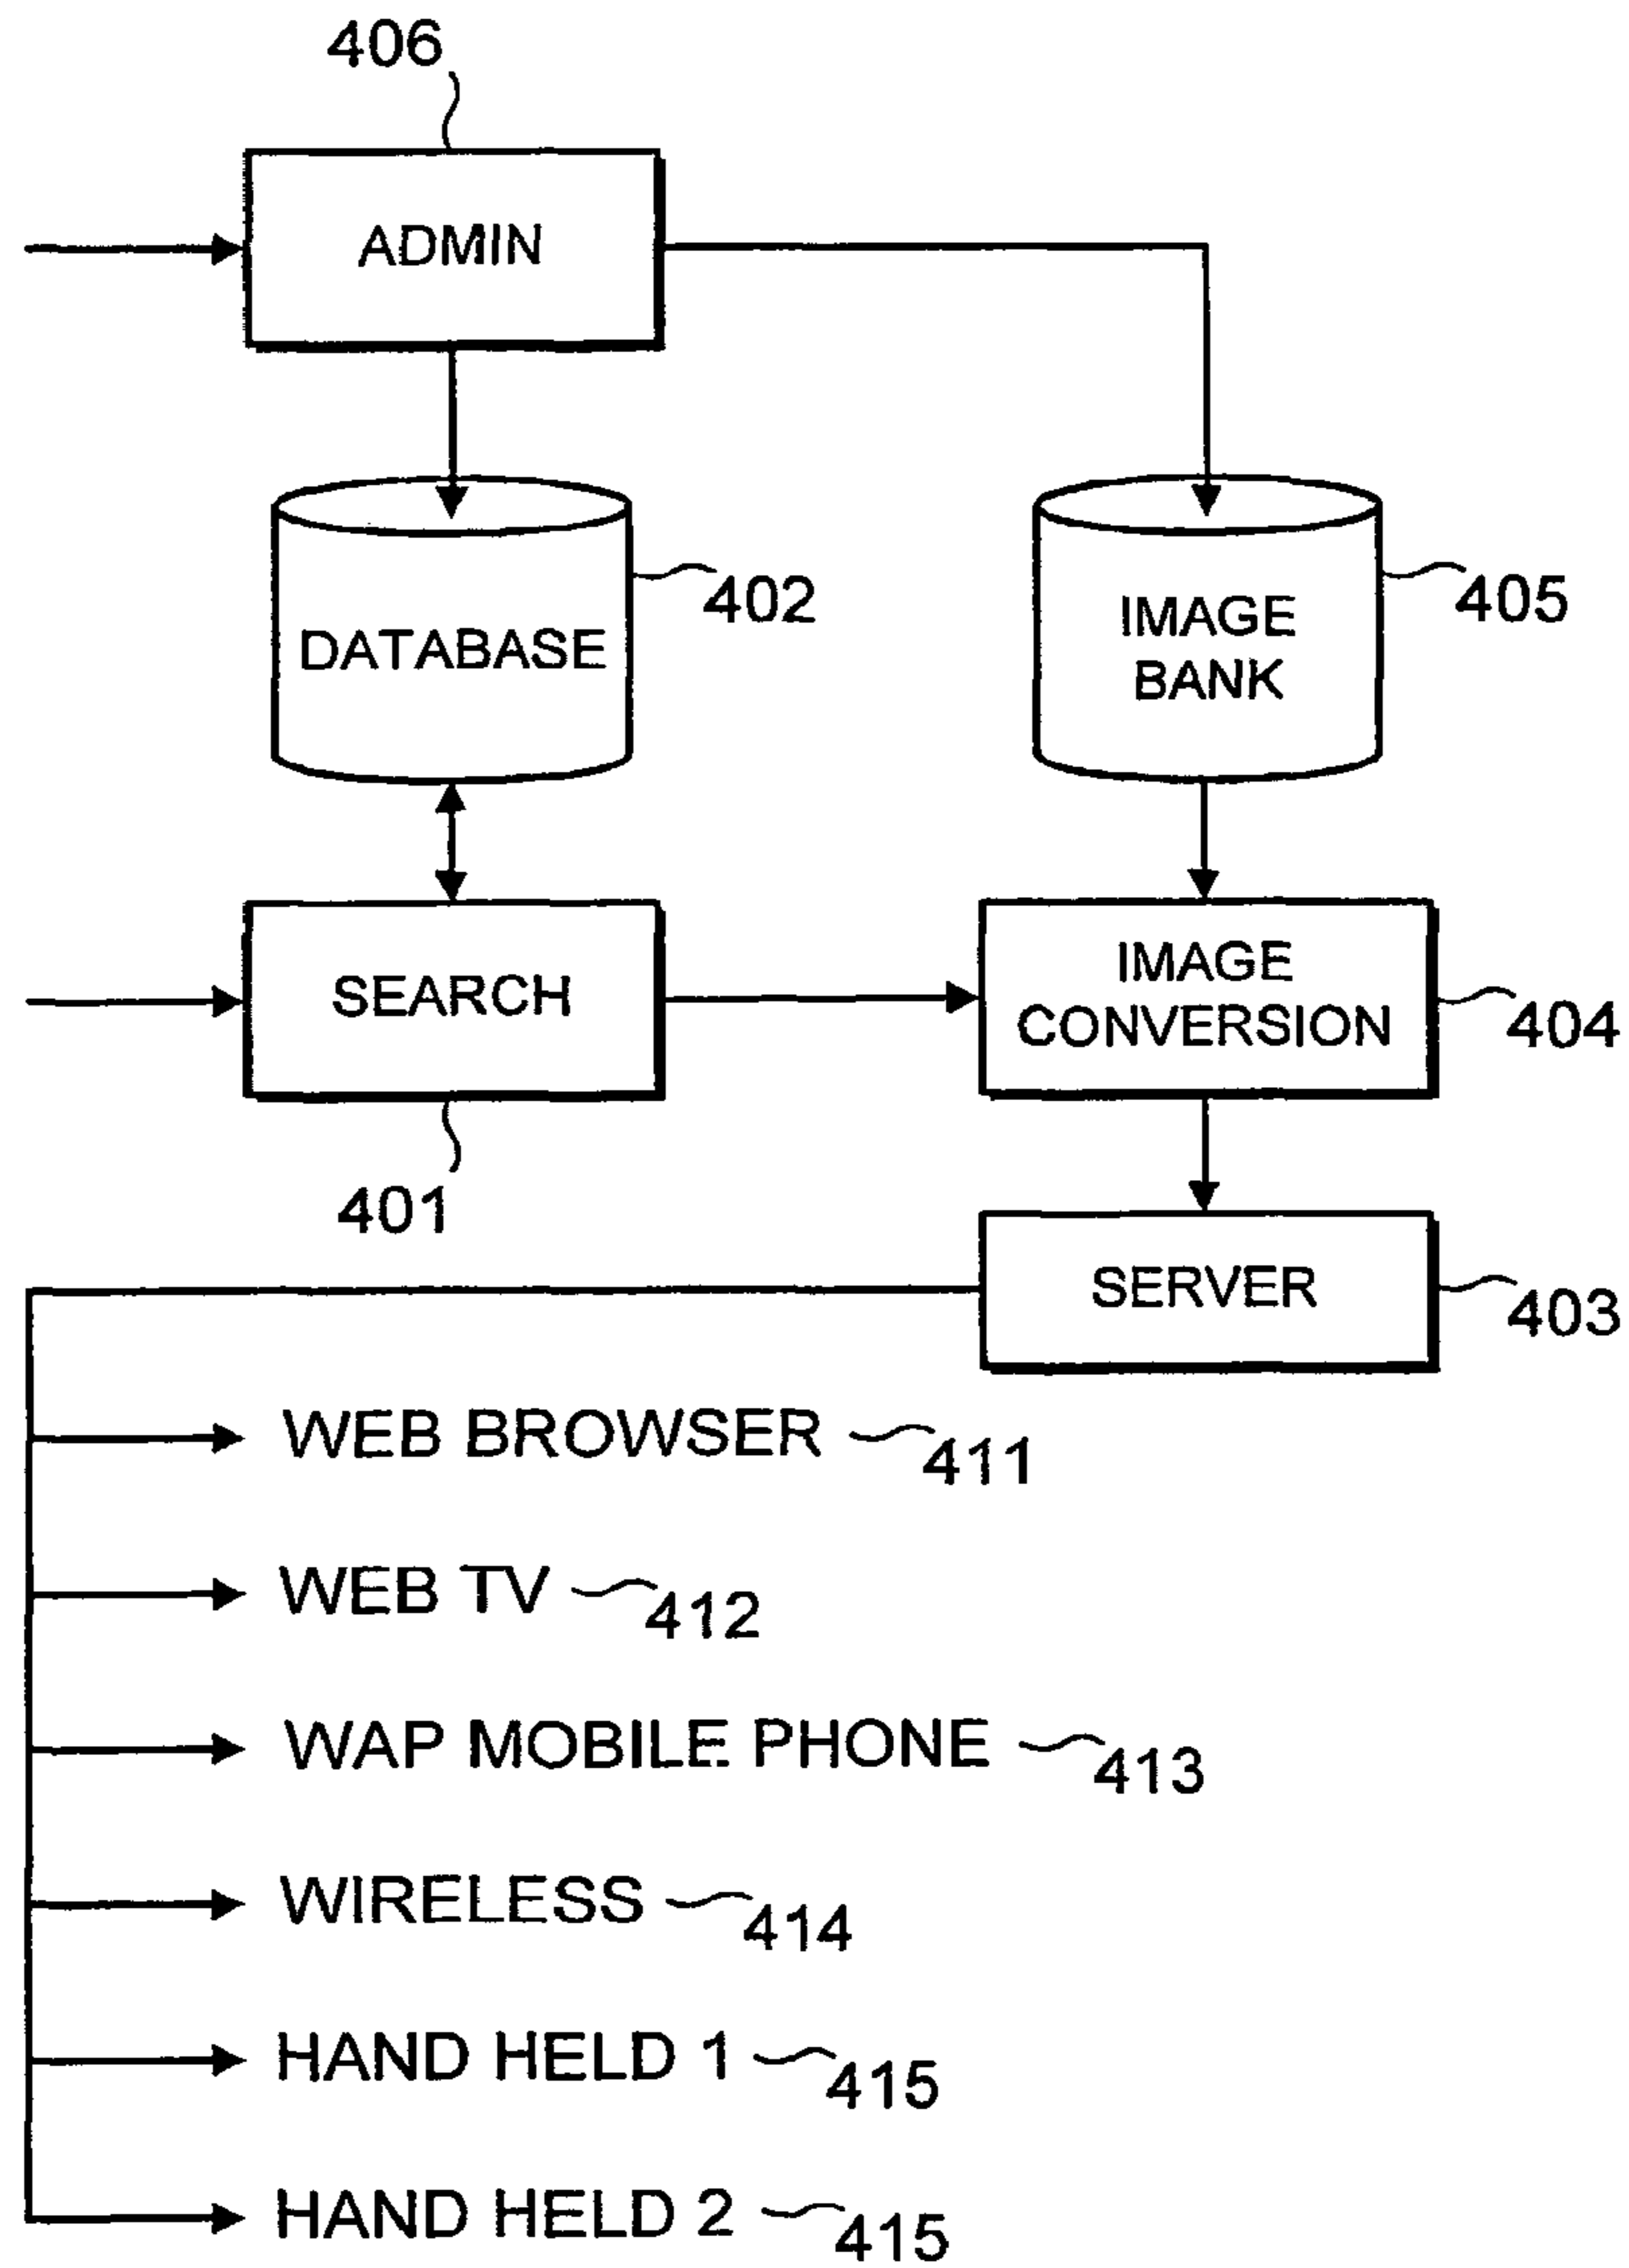 406
ADMIN
DATABASE
402
IMAGE
BANK
405
SEARCH
401
IMAGE
CONVERSION
404
SERVER
403
WEB BROWSER 411
WEB TV 412
WAP MOBILE PHONE 413
WIRELESS 414
HAND HELD 1 415
HAND HELD 2 415